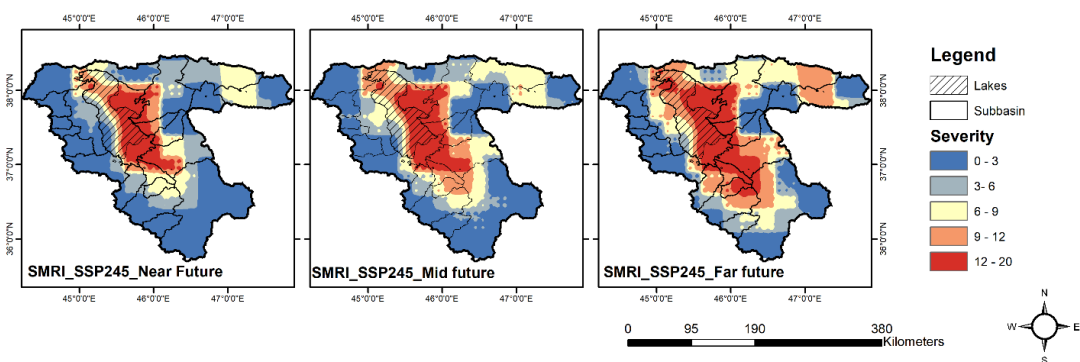 45°0'0"E 46°0'0"E 47°0'0"E 45°0'0"E 46°0'0"E 47°0'0"E 45°0'0"E 46°0'0"E 47°0'0"E
38°0'0"N 38°0'0"N
37°0'0"N 37°0'0"N
36°0'0"N 36°0'0"N
SMRI_SSP245_Near Future
SMRI_SSP245_Mid future
SMRI_SSP245_Far future
45°0'0"E 46°0'0"E 47°0'0"E 45°0'0"E 46°0'0"E 47°0'0"E 45°0'0"E 46°0'0"E 47°0'0"E
Legend
Lakes
Subbasin
Severity
0 - 3
3 - 6
6 - 9
9 - 12
12 - 20
0 95 190 380
Kilometers
N
W E
S